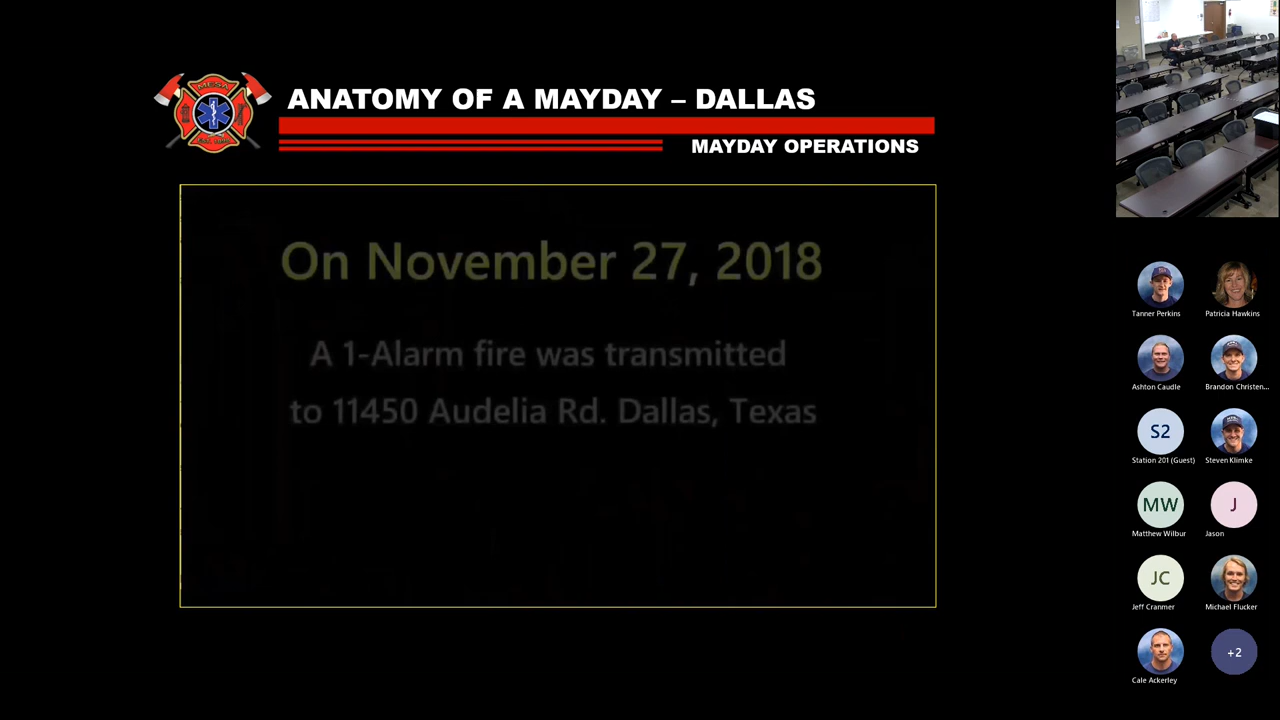 ANATOMY OF A MAYDAY – DALLAS
MAYDAY OPERATIONS
On November 27, 2018
A 1-Alarm fire was transmitted
to 11450 Audelia Rd. Dallas, Texas
Tanner Perkins
Patricia Hawkins
Ashton Caudle
Brandon Christen...
S2
Station 201 (Guest)
Steven Klimke
MW
Matthew Wilbur
J
Jason
JC
Jeff Cranmer
Michael Flucker
Cale Ackerley
+2